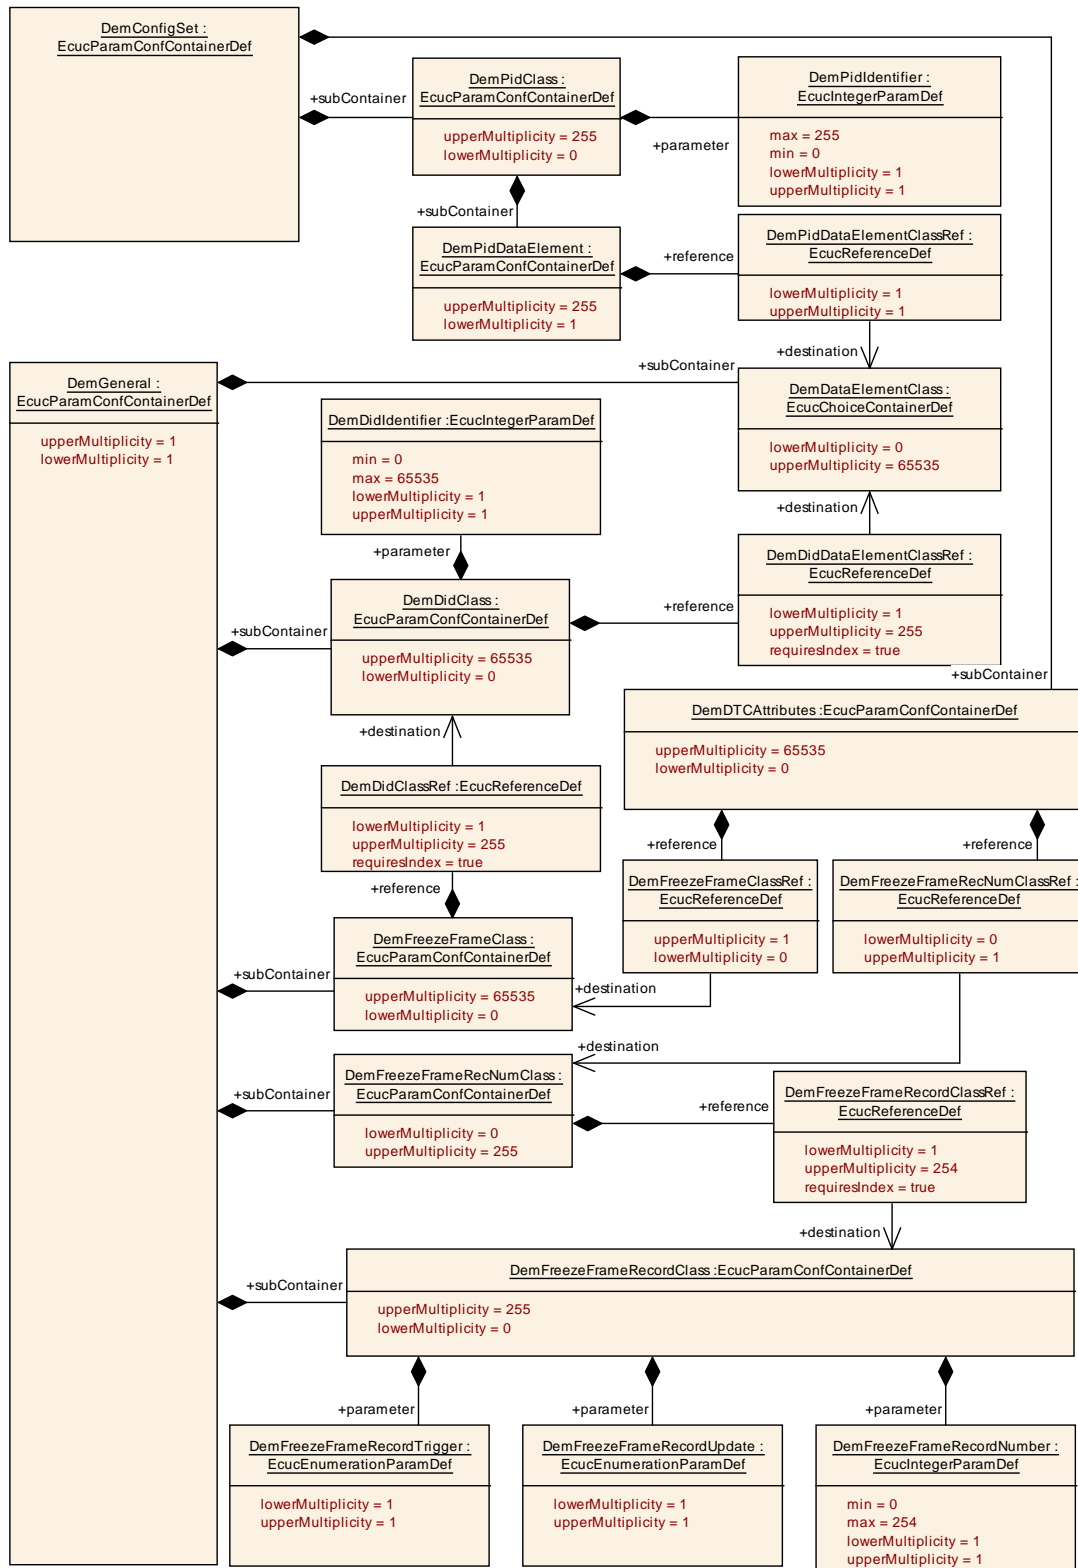 DemConfigSet :
EcucParamConfContainerDef
+subContainer
DemPidClass :
EcucParamConfContainerDef
upperMultiplicity = 255
lowerMultiplicity = 0
+parameter
DemPidIdentifier :
EcucIntegerParamDef
max = 255
min = 0
lowerMultiplicity = 1
upperMultiplicity = 1
+subContainer
DemPidDataElement :
EcucParamConfContainerDef
upperMultiplicity = 255
lowerMultiplicity = 1
+reference
DemPidDataElementClassRef :
EcucReferenceDef
lowerMultiplicity = 1
upperMultiplicity = 1
+destination
DemGeneral :
EcucParamConfContainerDef
upperMultiplicity = 1
lowerMultiplicity = 1
+subContainer
DemDataElementClass :
EcucChoiceContainerDef
lowerMultiplicity = 0
upperMultiplicity = 65535
DemDidIdentifier :EcucIntegerParamDef
min = 0
max = 65535
lowerMultiplicity = 1
upperMultiplicity = 1
+destination
+parameter
DemDidDataElementClassRef :
EcucReferenceDef
lowerMultiplicity = 1
upperMultiplicity = 255
requiresIndex = true
+subContainer
DemDidClass :
EcucParamConfContainerDef
upperMultiplicity = 65535
lowerMultiplicity = 0
+reference
+subContainer
DemDTCAttributes :EcucParamConfContainerDef
upperMultiplicity = 65535
lowerMultiplicity = 0
+destination
DemDidClassRef :EcucReferenceDef
lowerMultiplicity = 1
upperMultiplicity = 255
requiresIndex = true
+reference
+reference
+reference
DemFreezeFrameClassRef :
EcucReferenceDef
upperMultiplicity = 1
lowerMultiplicity = 0
DemFreezeFrameRecNumClassRef :
EcucReferenceDef
lowerMultiplicity = 0
upperMultiplicity = 1
+subContainer
DemFreezeFrameClass :
EcucParamConfContainerDef
upperMultiplicity = 65535
lowerMultiplicity = 0
+destination
+destination
+subContainer
DemFreezeFrameRecNumClass :
EcucParamConfContainerDef
lowerMultiplicity = 0
upperMultiplicity = 255
+reference
DemFreezeFrameRecordClassRef :
EcucReferenceDef
lowerMultiplicity = 1
upperMultiplicity = 254
requiresIndex = true
+destination
+subContainer
DemFreezeFrameRecordClass :EcucParamConfContainerDef
upperMultiplicity = 255
lowerMultiplicity = 0
+parameter
+parameter
+parameter
DemFreezeFrameRecordTrigger :
EcucEnumerationParamDef
lowerMultiplicity = 1
upperMultiplicity = 1
DemFreezeFrameRecordUpdate :
EcucEnumerationParamDef
lowerMultiplicity = 1
upperMultiplicity = 1
DemFreezeFrameRecordNumber :
EcucIntegerParamDef
min = 0
max = 254
lowerMultiplicity = 1
upperMultiplicity = 1